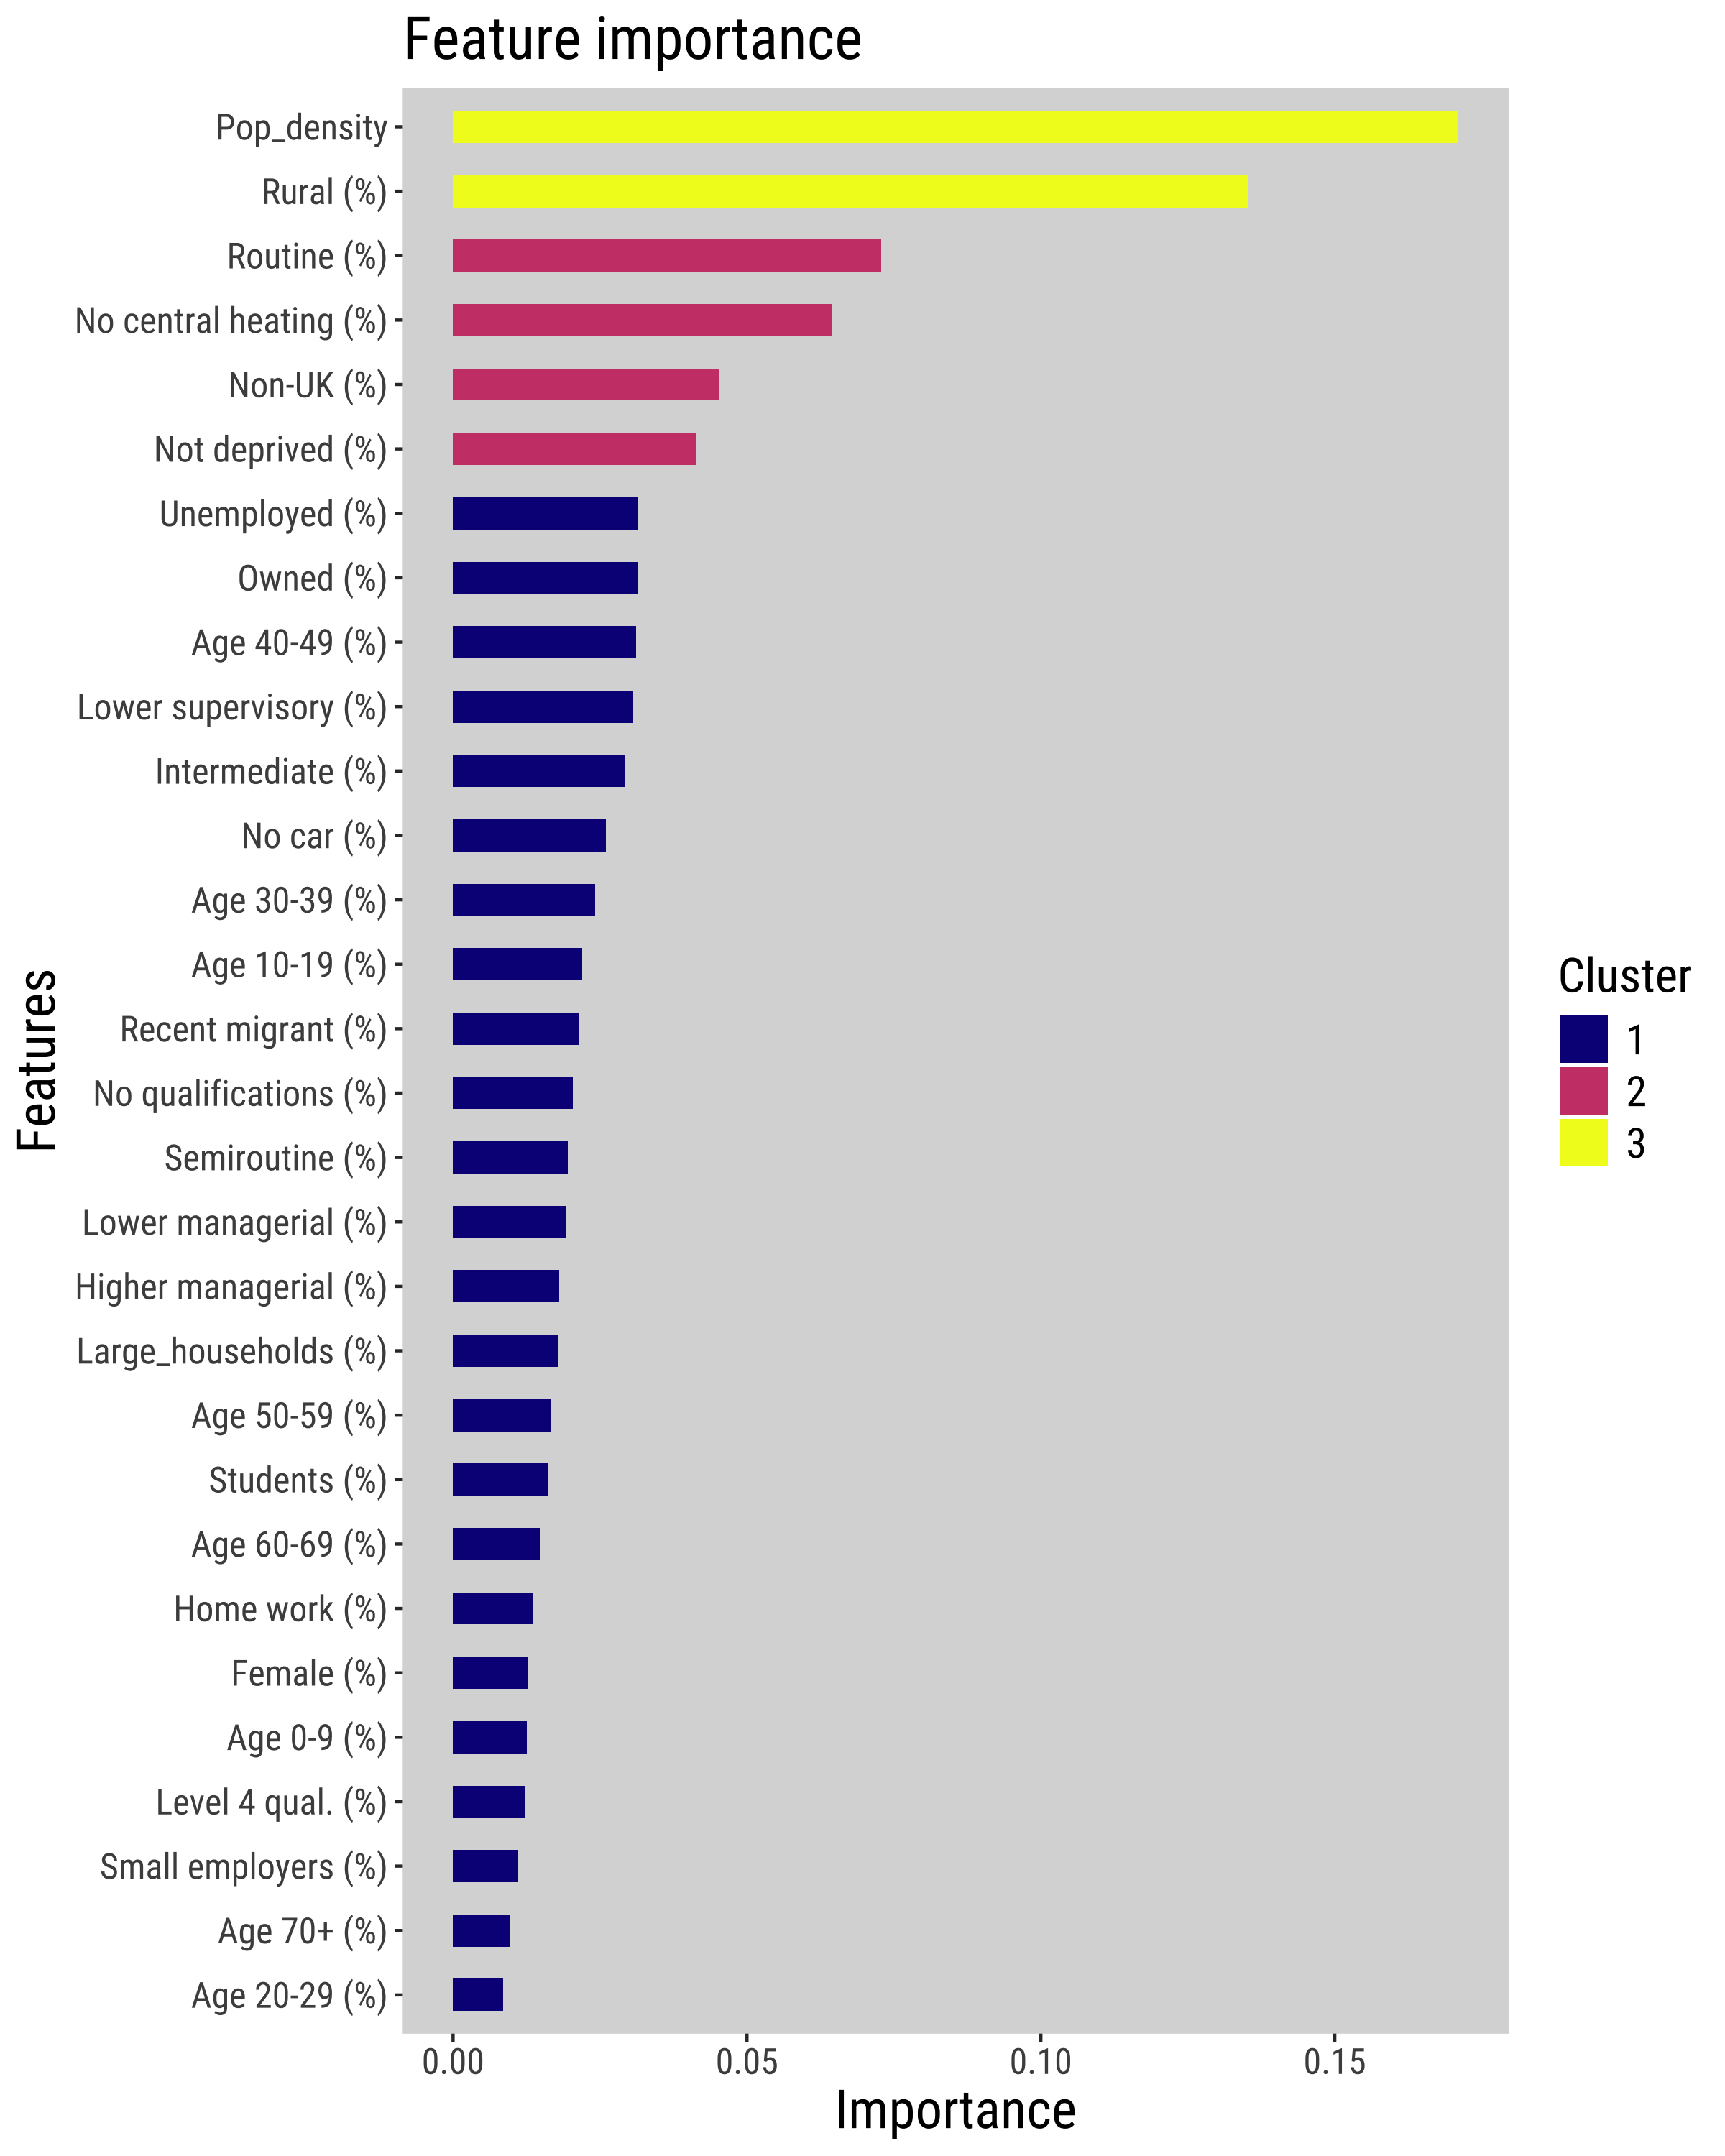 Feature importance
Pop_density
Rural (%)
Routine (%)
No central heating (%)
Non-UK (%)
Not deprived (%)
Unemployed (%)
Owned (%)
Age 40-49 (%)
Lower supervisory (%)
Intermediate (%)
No car (%)
Age 30-39 (%)
Age 10-19 (%)
Recent migrant (%)
No qualifications (%)
Semiroutine (%)
Lower managerial (%)
Higher managerial (%)
Large_households (%)
Age 50-59 (%)
Students (%)
Age 60-69 (%)
Home work (%)
Female (%)
Age 0-9 (%)
Level 4 qual. (%)
Small employers (%)
Age 70+ (%)
Age 20-29 (%)
Features
0.00 0.05 0.10 0.15
Importance
Cluster
1
2
3